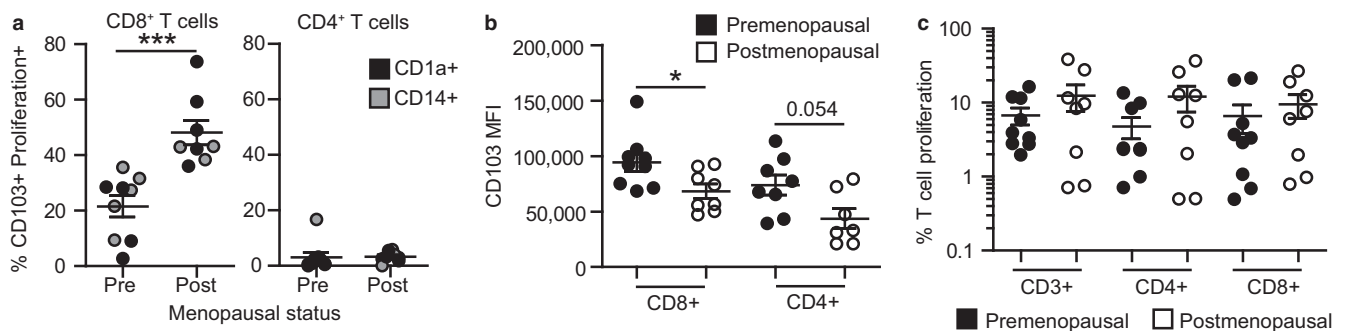 a
CD8+ T cells
CD4+ T cells
***
% CD103+ Proliferation+
80
60
40
20
0
80
60
40
20
0
CD1a+
CD14+
Pre
Post
Pre
Post
Menopausal status
b
Premenopausal
Postmenopausal
CD103 MFI
200,000
150,000
100,000
50,000
0
*
0.054
CD8+
CD4+
c
% T cell proliferation
100
10
1
0.1
CD3+
CD4+
CD8+
Premenopausal
Postmenopausal